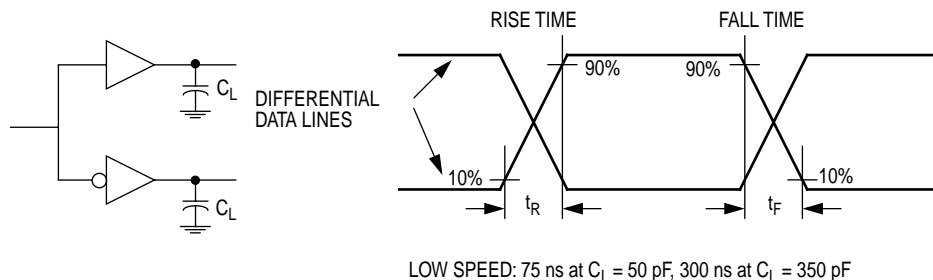 RISE TIME
FALL TIME
90%
90%
C_L
DIFFERENTIAL
DATA LINES
10%
10%
t_R
t_F
C_L
LOW SPEED: 75 ns at C_L = 50 pF, 300 ns at C_L = 350 pF